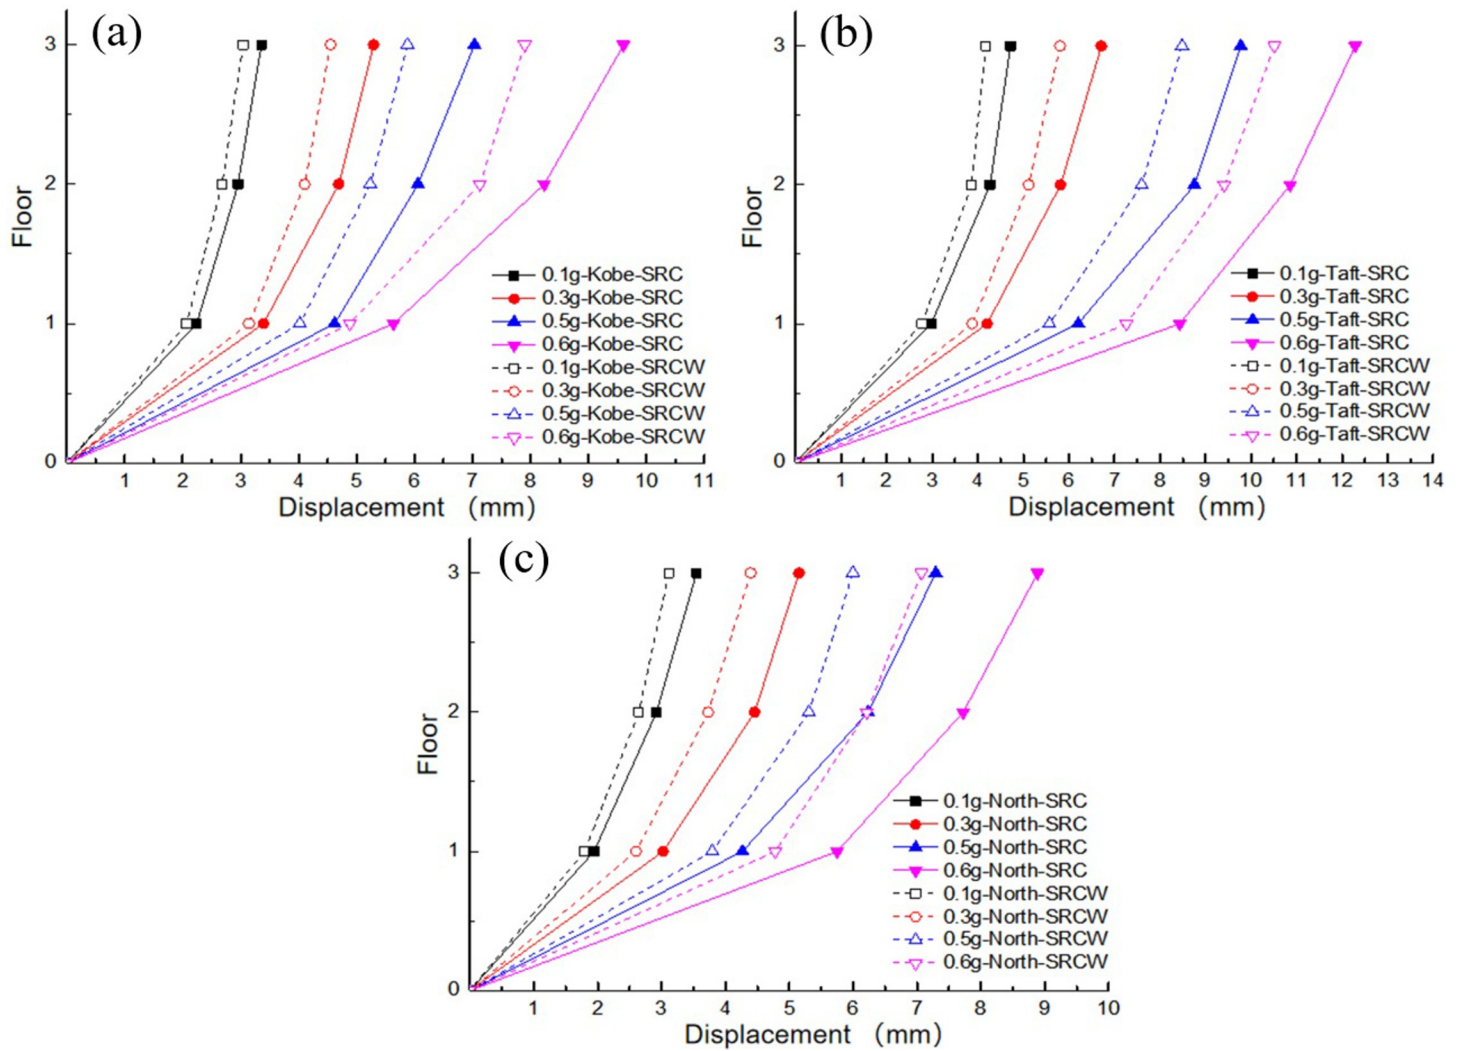 (a)
3
2
1
0
Floor
0.1g-Kobe-SRC
0.3g-Kobe-SRC
0.5g-Kobe-SRC
0.6g-Kobe-SRC
0.1g-Kobe-SRCW
0.3g-Kobe-SRCW
0.5g-Kobe-SRCW
0.6g-Kobe-SRCW
1 2 3 4 5 6 7 8 9 10 11
Displacement （mm）
(b)
3
2
1
0
Floor
0.1g-Taft-SRC
0.3g-Taft-SRC
0.5g-Taft-SRC
0.6g-Taft-SRC
0.1g-Taft-SRCW
0.3g-Taft-SRCW
0.5g-Taft-SRCW
0.6g-Taft-SRCW
1 2 3 4 5 6 7 8 9 10 11 12 13 14
Displacement （mm）
(c)
3
2
1
0
Floor
0.1g-North-SRC
0.3g-North-SRC
0.5g-North-SRC
0.6g-North-SRC
0.1g-North-SRCW
0.3g-North-SRCW
0.5g-North-SRCW
0.6g-North-SRCW
1 2 3 4 5 6 7 8 9 10
Displacement （mm）